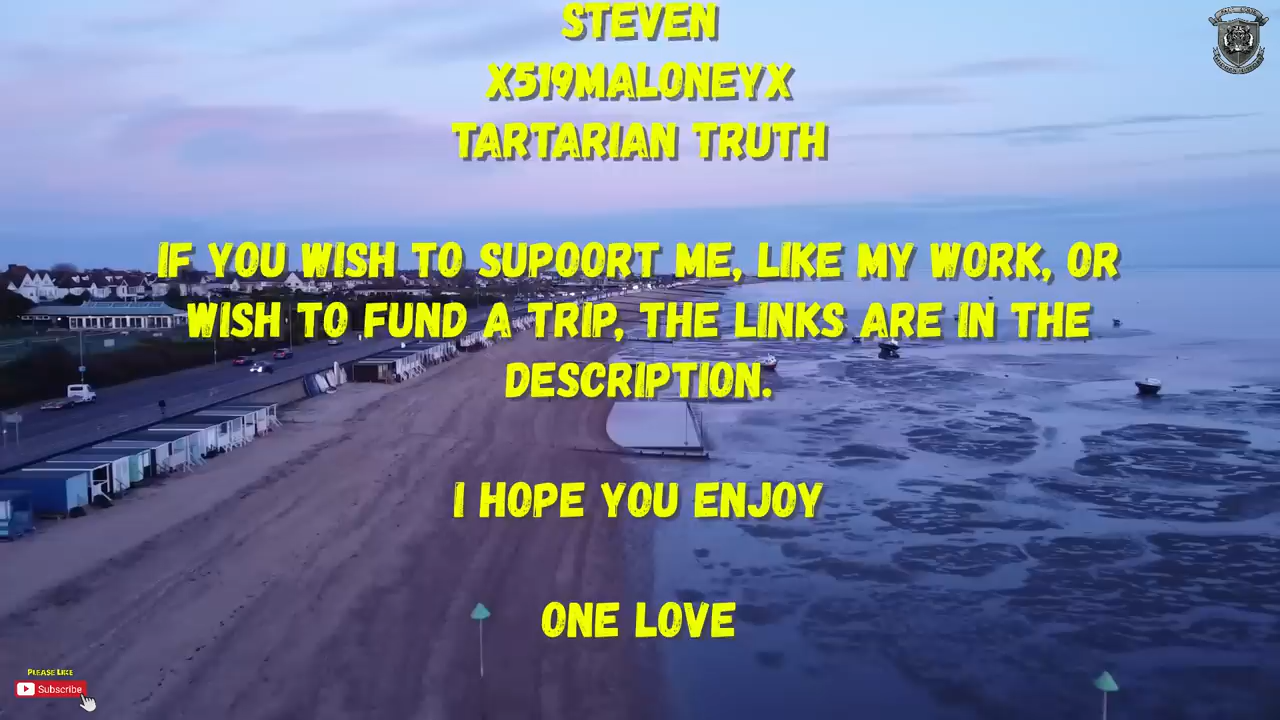 STEVEN
X519MALONEYX
TARTARIAN TRUTH
IF YOU WISH TO SUPOORT ME, LIKE MY WORK, OR
WISH TO FUND A TRIP, THE LINKS ARE IN THE
DESCRIPTION.
I HOPE YOU ENJOY
ONE LOVE
PLEASE LIKE
Subscribe